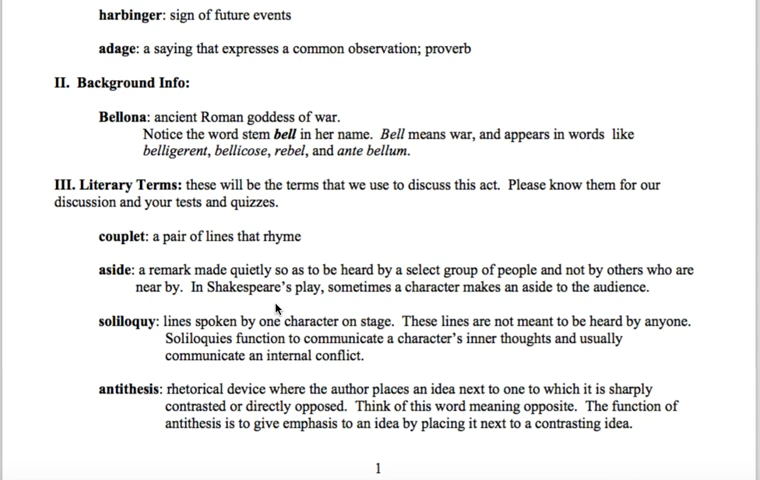 harbinger: sign of future events
adage: a saying that expresses a common observation; proverb
II. Background Info:
Bellona: ancient Roman goddess of war.
Notice the word stem bell in her name. Bell means war, and appears in words like
belligerent, bellicose, rebel, and ante bellum.
III. Literary Terms: these will be the terms that we use to discuss this act. Please know them for our
discussion and your tests and quizzes.
couplet: a pair of lines that rhyme
aside: a remark made quietly so as to be heard by a select group of people and not by others who are
near by. In Shakespeare’s play, sometimes a character makes an aside to the audience.
soliloquy: lines spoken by one character on stage. These lines are not meant to be heard by anyone.
Soliloquies function to communicate a character’s inner thoughts and usually
communicate an internal conflict.
antithesis: rhetorical device where the author places an idea next to one to which it is sharply
contrasted or directly opposed. Think of this word meaning opposite. The function of
antithesis is to give emphasis to an idea by placing it next to a contrasting idea.
1